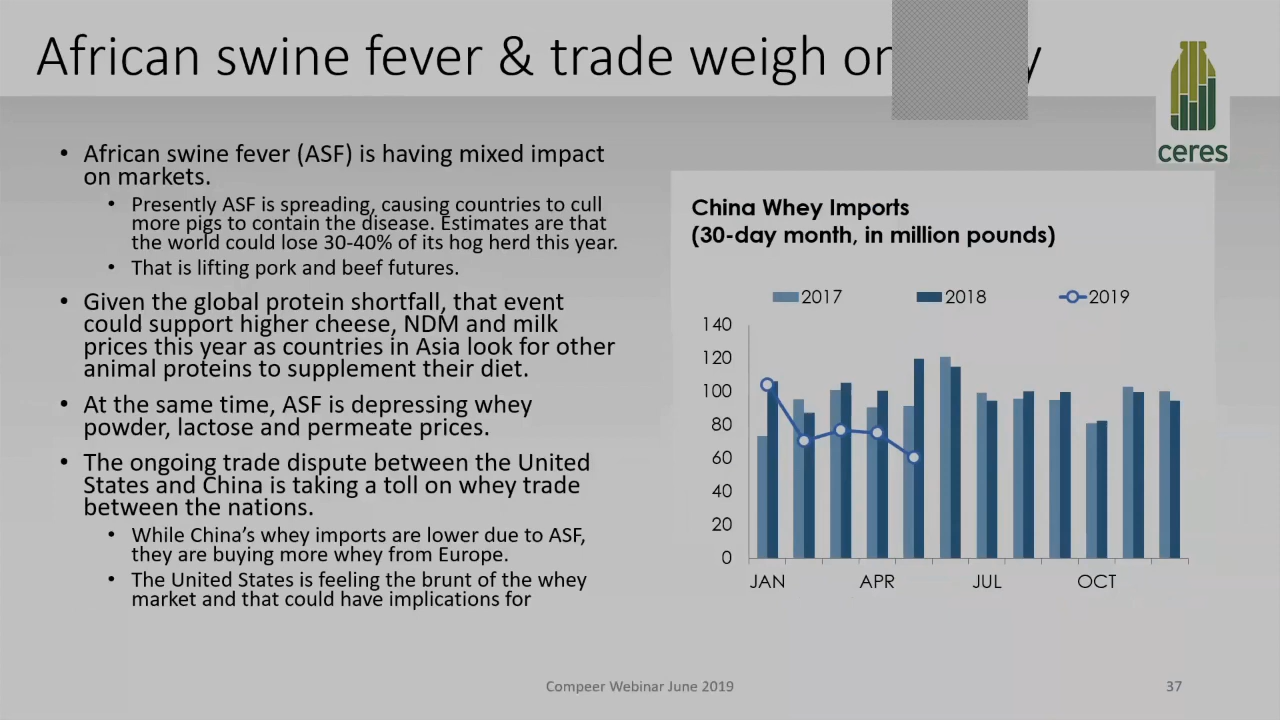 African swine fever & trade weigh
• African swine fever (ASF) is having mixed impact
on markets.
• Presently ASF is spreading, causing countries to cull
more pigs to contain the disease. Estimates are that
the world could lose 30-40% of its hog herd this year.
• That is lifting pork and beef futures.
• Given the global protein shortfall, that event
could support higher cheese, NDM and milk
prices this year as countries in Asia look for other
animal proteins to supplement their diet.
• At the same time, ASF is depressing whey
powder, lactose and permeate prices.
• The ongoing trade dispute between the United
States and China is taking a toll on whey trade
between the nations.
• While China’s whey imports are lower due to ASF,
they are buying more whey from Europe.
• The United States is feeling the brunt of the whey
market and that could have implications for
ceres
China Whey Imports
(30-day month, in million pounds)
2017 2018 2019
140
120
100
80
60
40
20
0
JAN APR JUL OCT
Compeer Webinar June 2019
37